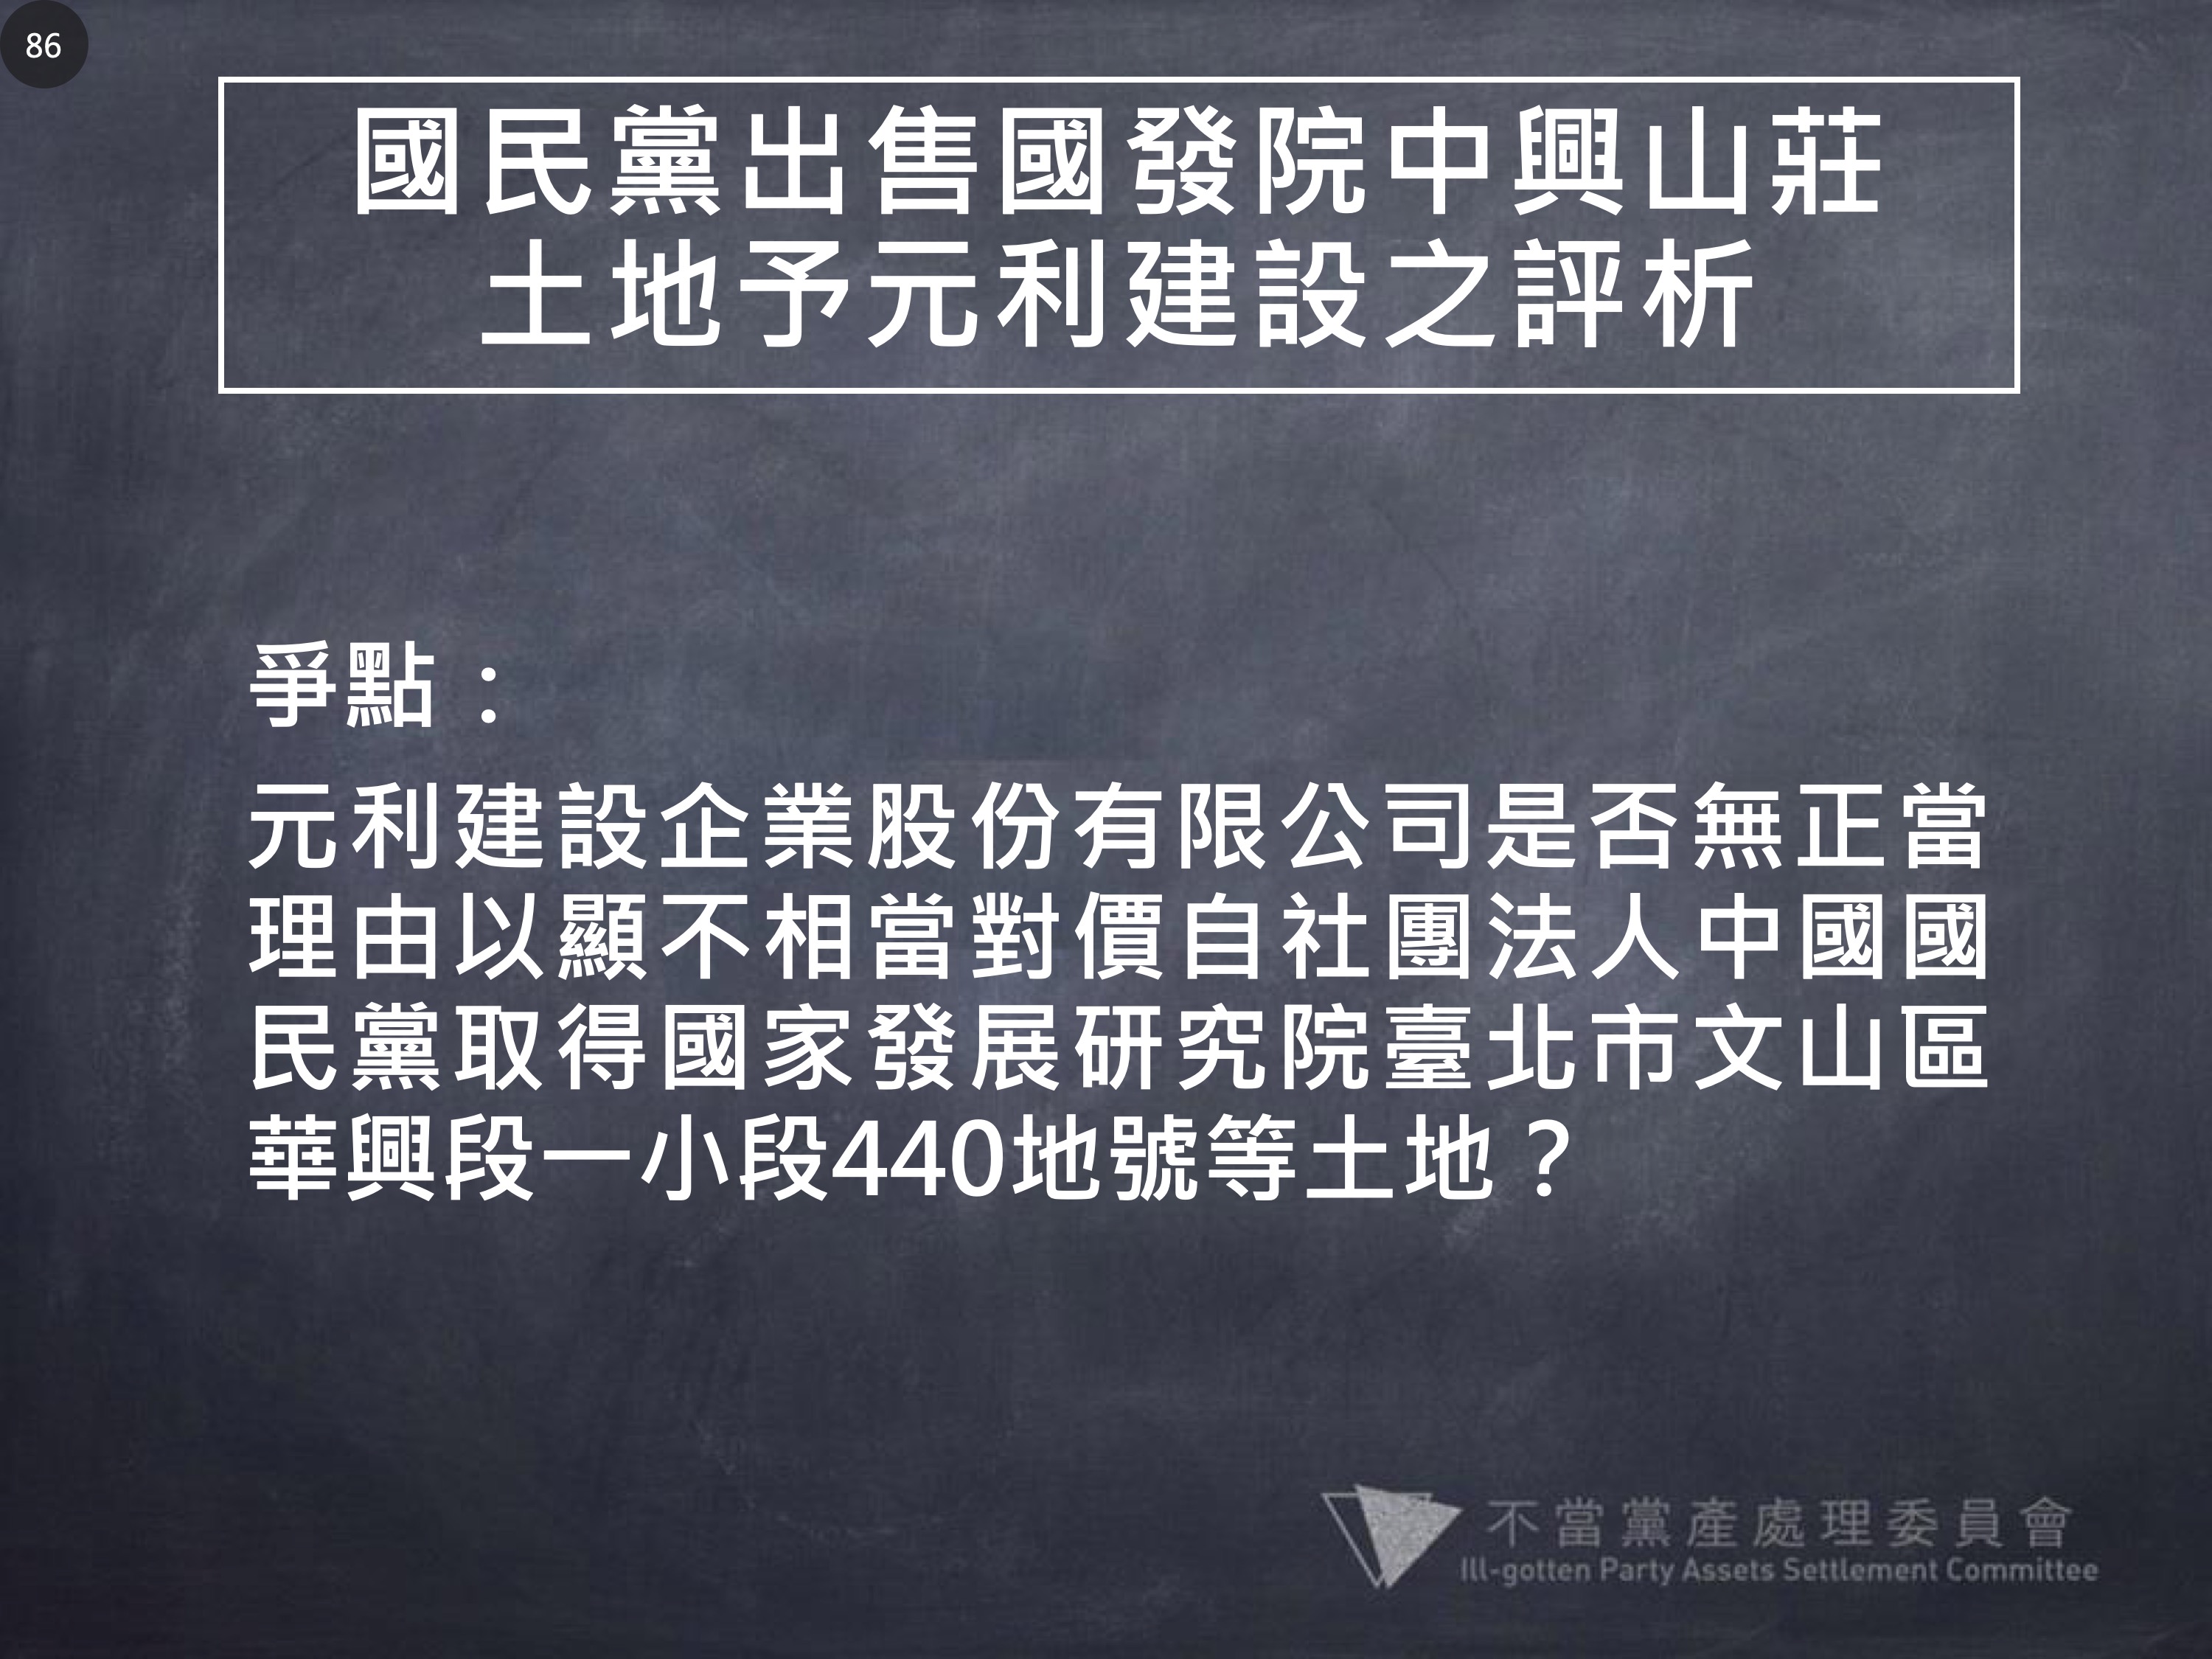 86
國民黨出售國發院中興山莊
土地予元利建設之評析
爭點：
元利建設企業股份有限公司是否無正當
理由以顯不相當對價自社團法人中國國
民黨取得國家發展研究院臺北市文山區
華興段一小段440地號等土地？
不當黨產處理委員會
Ill-gotten Party Assets Settlement Committee